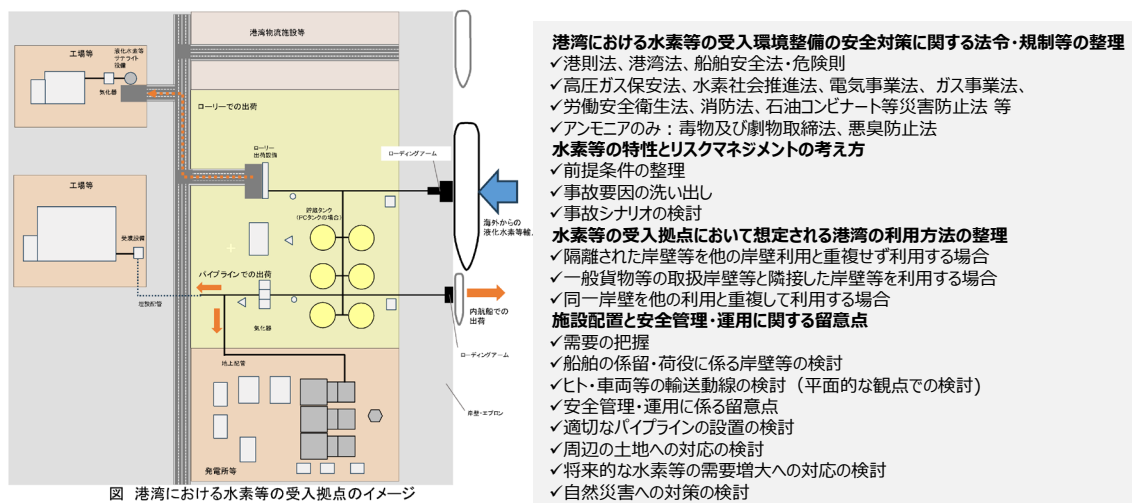 港湾物流施設等
工場等
液化水素等
サテライト
設備
気化器
ローリーでの出荷
ローリー
出荷設備
ローディングアーム
工場等
受渡設備
貯蔵タンク
(PCタンクの場合)
海外からの
液化水素等輸
パイプラインでの出荷
内航船での
出荷
気化器
ローディングアーム
地上配管
岸壁・エプロン
発電所等
図 港湾における水素等の受入拠点のイメージ
港湾における水素等の受入環境整備の安全対策に関する法令・規制等の整理
✓港則法、港湾法、船舶安全法・危険則
✓高圧ガス保安法、水素社会推進法、電気事業法、ガス事業法、
✓労働安全衛生法、消防法、石油コンビナート等災害防止法 等
✓アンモニアのみ：毒物及び劇物取締法、悪臭防止法
水素等の特性とリスクマネジメントの考え方
✓前提条件の整理
✓事故要因の洗い出し
✓事故シナリオの検討
水素等の受入拠点において想定される港湾の利用方法の整理
✓隔離された岸壁等を他の岸壁利用と重複せず利用する場合
✓一般貨物等の取扱岸壁等と隣接した岸壁等を利用する場合
✓同一岸壁を他の利用と重複して利用する場合
施設配置と安全管理・運用に関する留意点
✓需要の把握
✓船舶の係留・荷役に係る岸壁等の検討
✓ヒト・車両等の輸送動線の検討（平面的な観点での検討)
✓安全管理・運用に係る留意点
✓適切なパイプラインの設置の検討
✓周辺の土地への対応の検討
✓将来的な水素等の需要増大への対応の検討
✓自然災害への対策の検討